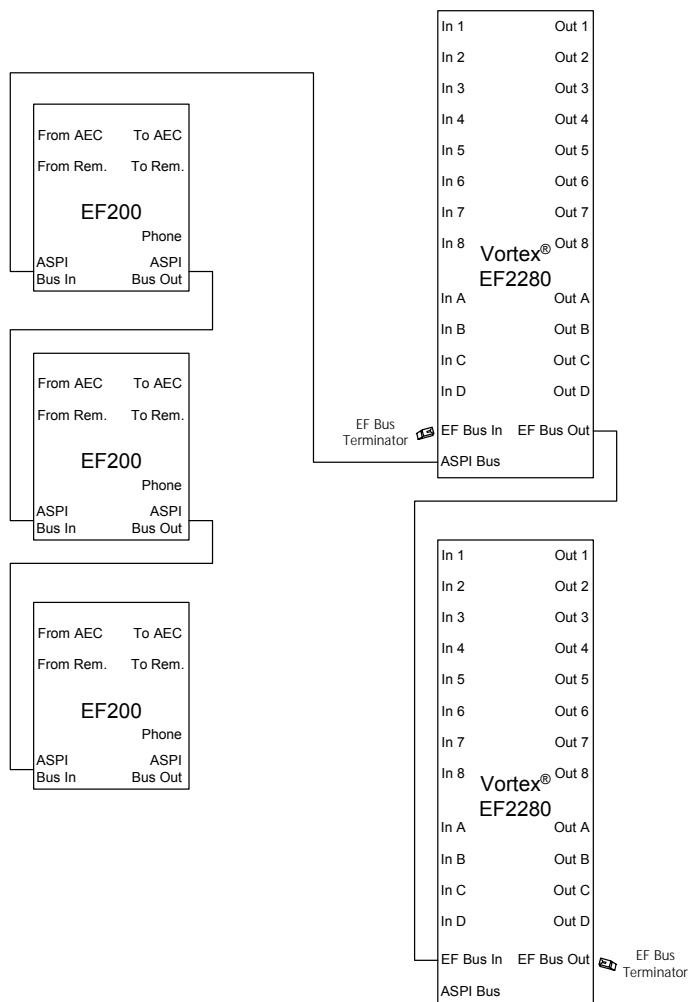 From AEC To AEC
From Rem. To Rem.
EF200
Phone
ASPI ASPI
Bus In Bus Out
From AEC To AEC
From Rem. To Rem.
EF200
Phone
ASPI ASPI
Bus In Bus Out
From AEC To AEC
From Rem. To Rem.
EF200
Phone
ASPI ASPI
Bus In Bus Out
In 1 Out 1
In 2 Out 2
In 3 Out 3
In 4 Out 4
In 5 Out 5
In 6 Out 6
In 7 Out 7
In 8 Out 8
Vortex®
EF2280
In A Out A
In B Out B
In C Out C
In D Out D
EF Bus
Terminator
EF Bus In EF Bus Out
ASPI Bus
In 1 Out 1
In 2 Out 2
In 3 Out 3
In 4 Out 4
In 5 Out 5
In 6 Out 6
In 7 Out 7
In 8 Out 8
Vortex®
EF2280
In A Out A
In B Out B
In C Out C
In D Out D
EF Bus In EF Bus Out
EF Bus
Terminator
ASPI Bus